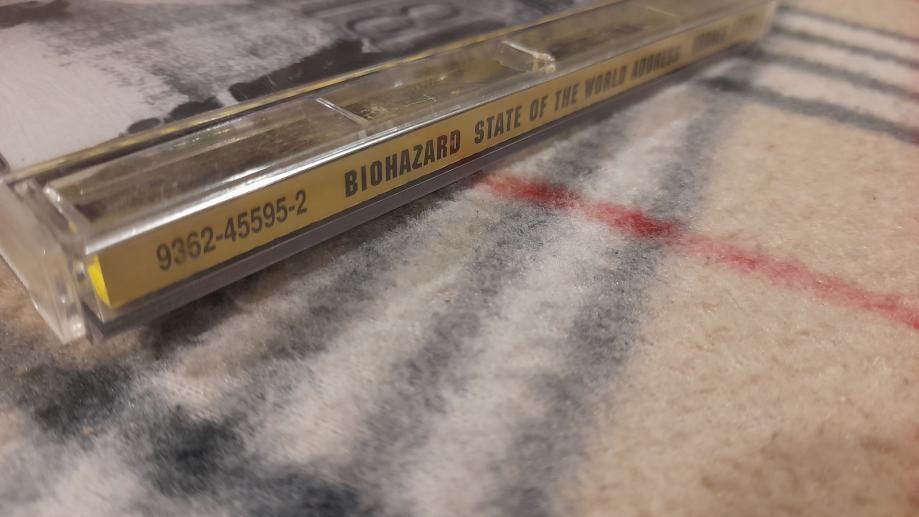 9362-45595-2 BIOHAZARD STATE OF THE WORLD ADDRESS